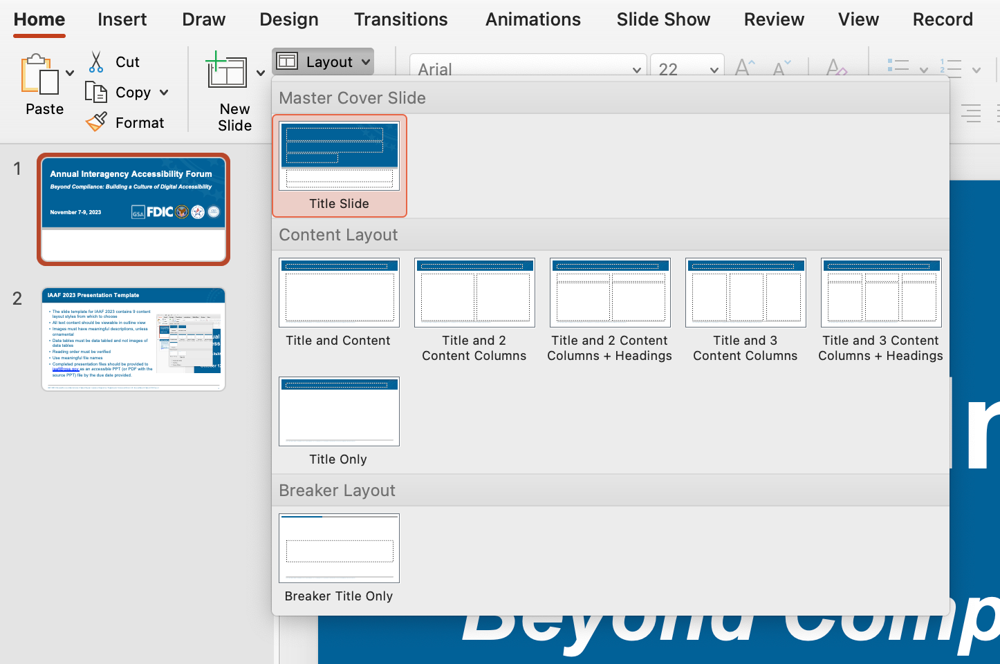 Home Insert Draw Design Transitions Animations Slide Show Review View Record
Paste
Cut
Copy
Format
New
Slide
Layout
Arial
22
Master Cover Slide
Title Slide
Content Layout
Title and Content
Title and 2
Content Columns
Title and 2 Content
Columns + Headings
Title and 3
Content Columns
Title and 3 Content
Columns + Headings
Title Only
Breaker Layout
Breaker Title Only
1
Annual Interagency Accessibility Forum
Beyond Compliance: Building a Culture of Digital Accessibility
November 7-9, 2023
GSA
FDIC
2
IAAF 2023 Presentation Template
• The slide template for IAAF 2023 contains 9 content
layout styles from which to choose
• All text content should be viewable in outline view
• Images must have meaningful descriptions, unless
ornamental
• Data tables must be data tabled and not images of
data tables
• Reading order must be verified
• Use meaningful file names
• Completed presentation files should be provided to
iaaf@gsa.gov as an accessible PPT (or PDF with the
source PPT) file by the due date provided.
Beyond Comp